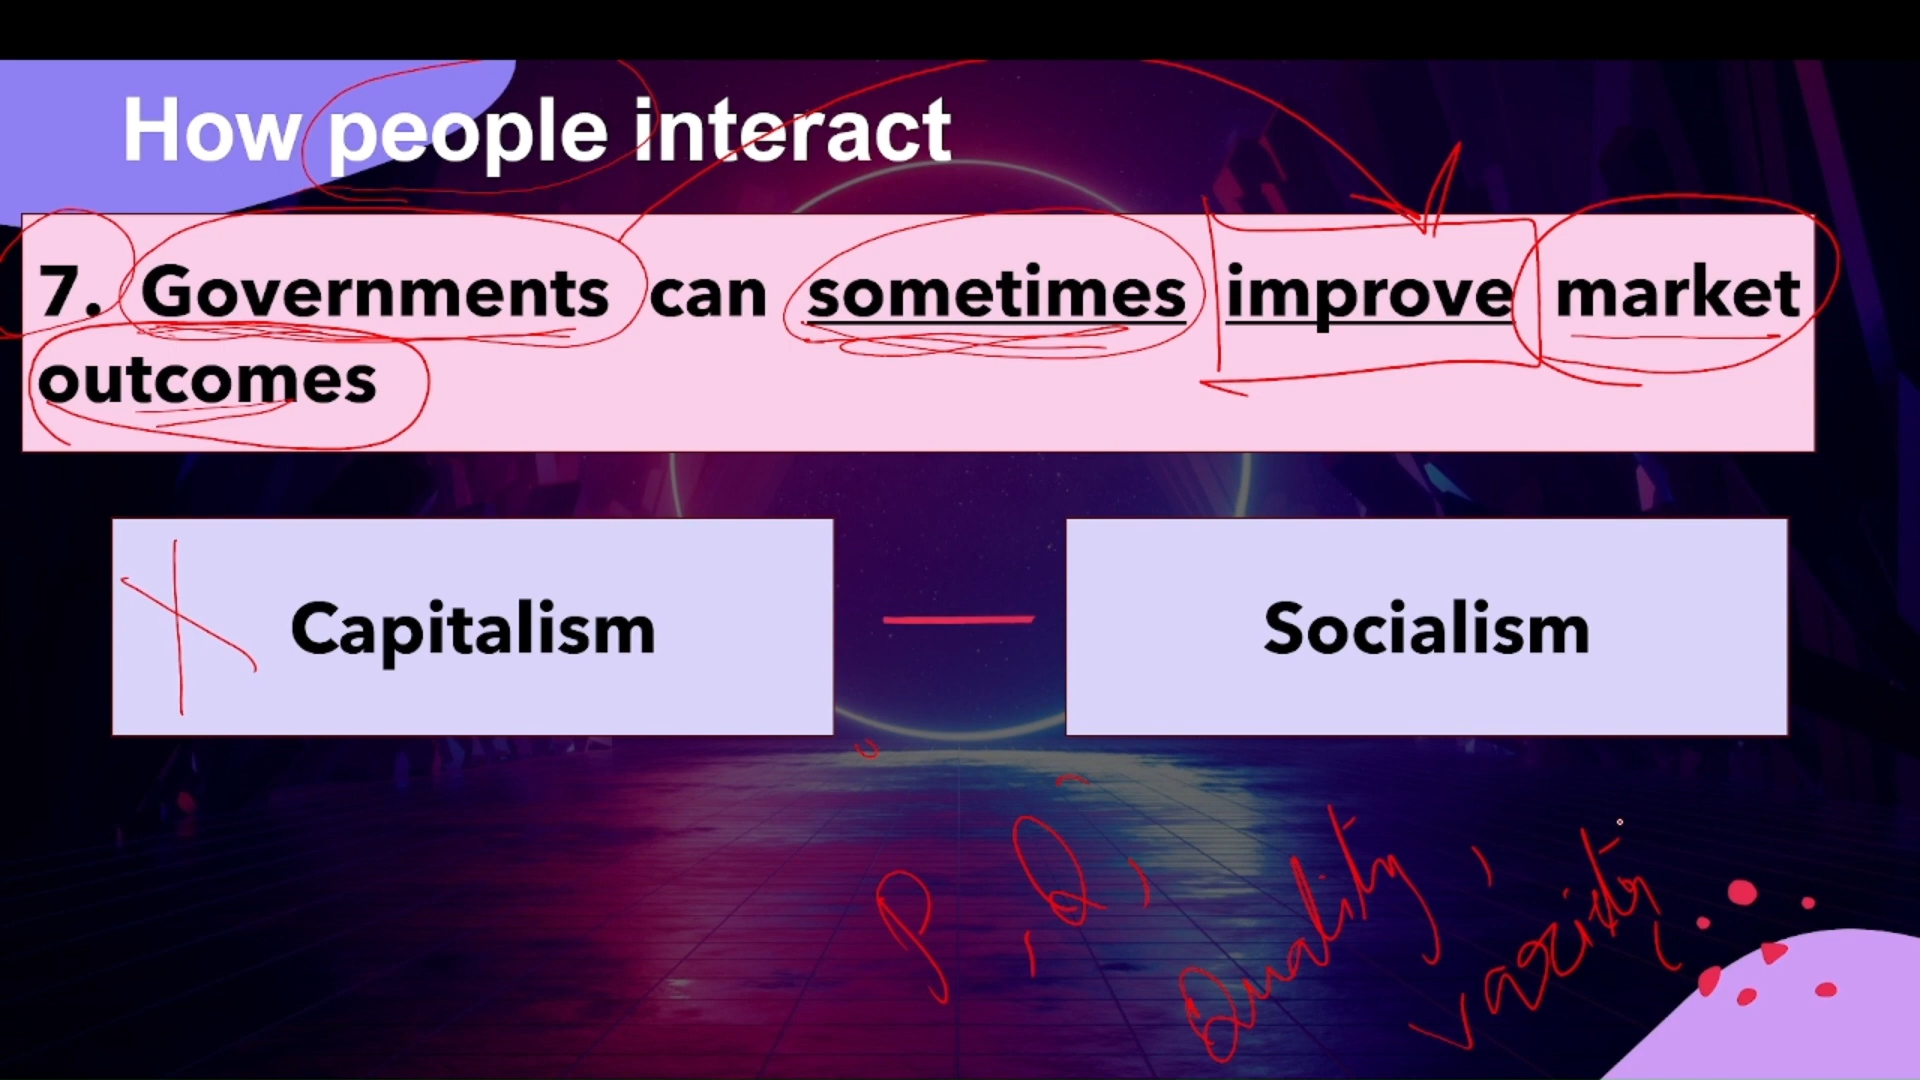 How people interact
7. Governments can sometimes improve market
outcomes
Capitalism
Socialism
P, Q, Quality, variety